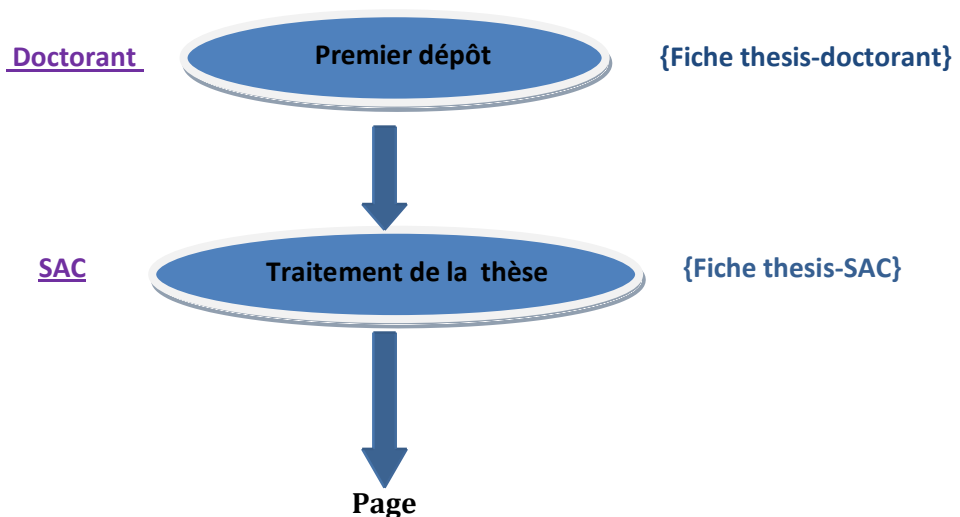 Doctorant Premier dépôt {Fiche thesis-doctorant}
SAC Traitement de la thèse {Fiche thesis-SAC}
Page